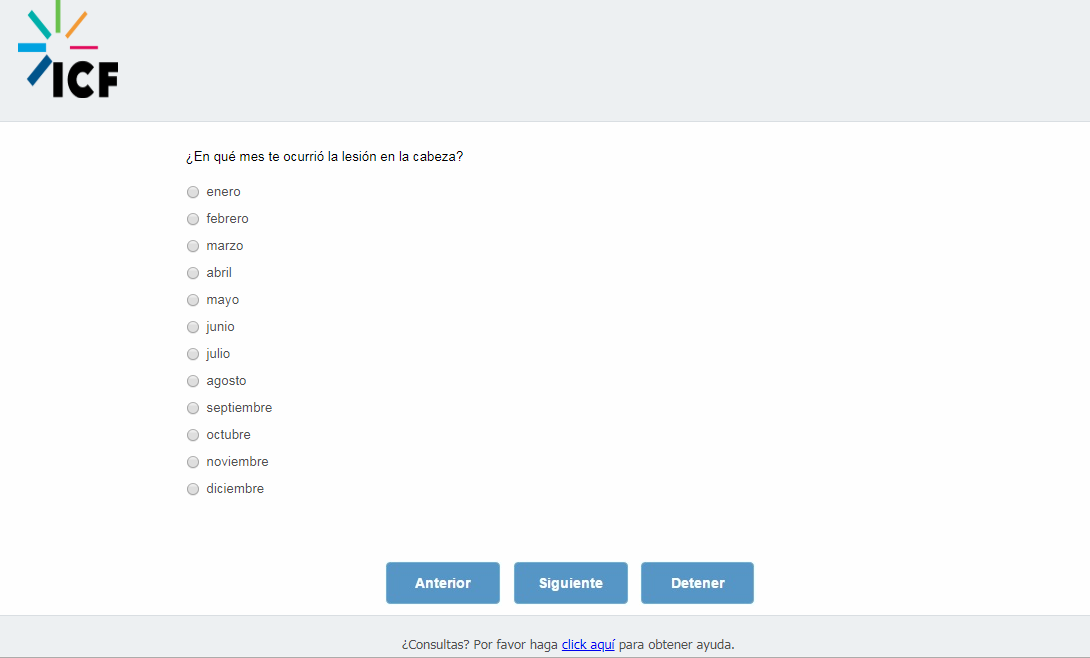 ICF
¿En qué mes te ocurrió la lesión en la cabeza?
enero
febrero
marzo
abril
mayo
junio
julio
agosto
septiembre
octubre
noviembre
diciembre
Anterior Siguiente Detener
¿Consultas? Por favor haga click aquí para obtener ayuda.